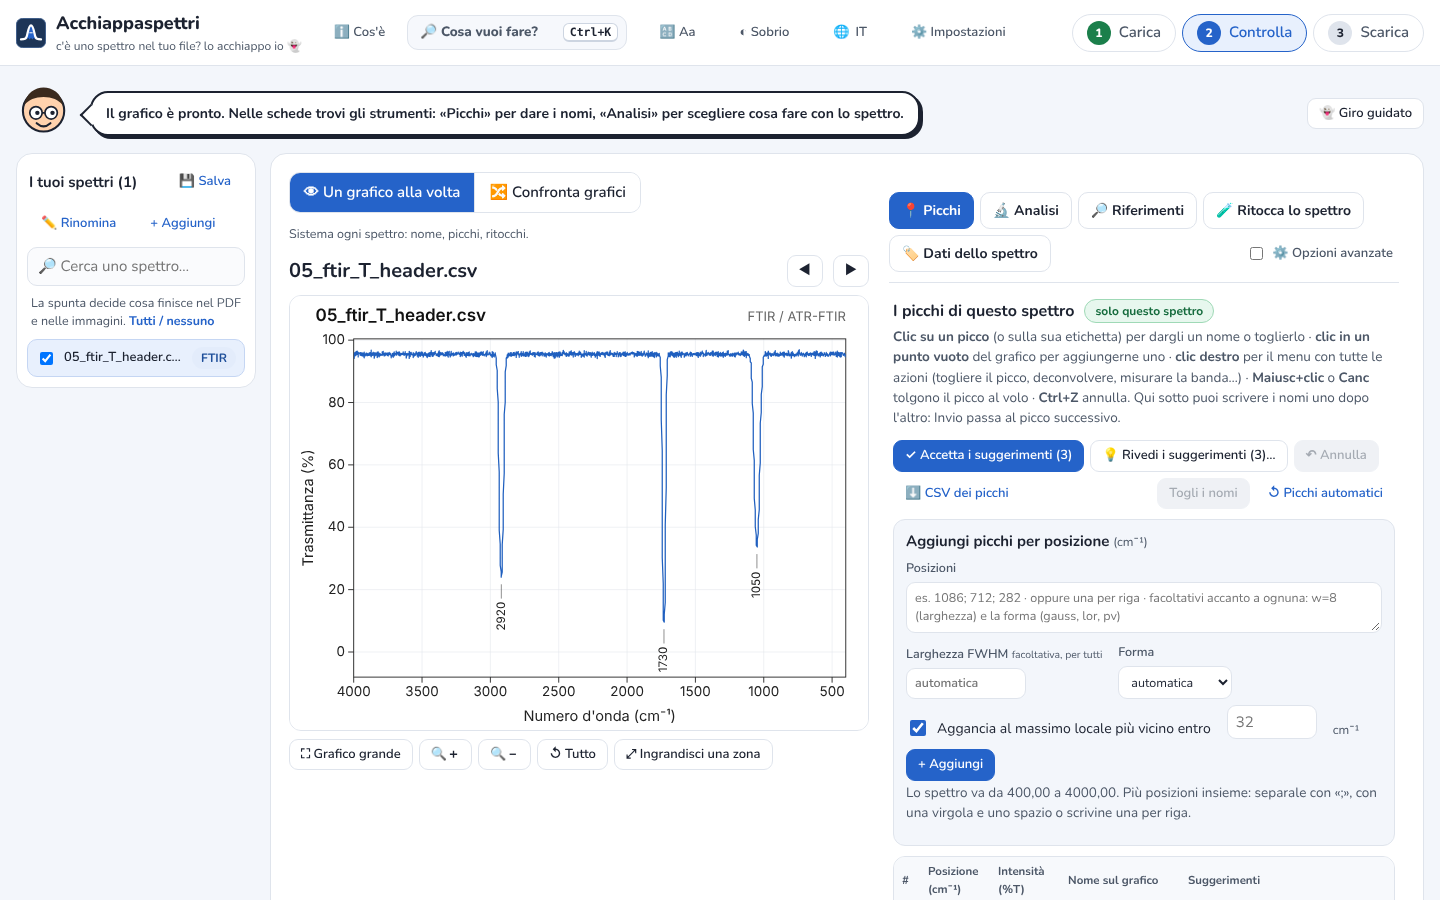 Acchiappaspettri
c'è uno spettro nel tuo file? lo acchiappo io 👻
ℹ️ Cos'è
🔎 Cosa vuoi fare? Ctrl+K
🔠 Aa
Sobrio
🌐 IT
⚙️ Impostazioni
1 Carica
2 Controlla
3 Scarica
Il grafico è pronto. Nelle schede trovi gli strumenti: «Picchi» per dare i nomi, «Analisi» per scegliere cosa fare con lo spettro.
👻 Giro guidato
I tuoi spettri (1)
💾 Salva
✏️ Rinomina
+ Aggiungi
🔎 Cerca uno spettro...
La spunta decide cosa finisce nel PDF
e nelle immagini. Tutti / nessuno
05_ftir_T_header.c... FTIR
👁 Un grafico alla volta
🔀 Confronta grafici
Sistema ogni spettro: nome, picchi, ritocchi.
05_ftir_T_header.csv
◀ ▶
05_ftir_T_header.csv
FTIR / ATR-FTIR
100
80
60
40
20
0
Trasmittanza (%)
2920
1730
1050
4000 3500 3000 2500 2000 1500 1000 500
Numero d'onda (cm⁻¹)
⛶ Grafico grande
🔍 +
🔍 −
↺ Tutto
⤢ Ingrandisci una zona
📍 Picchi
🔬 Analisi
🔎 Riferimenti
🧪 Ritocca lo spettro
🏷️ Dati dello spettro
⚙️ Opzioni avanzate
I picchi di questo spettro solo questo spettro
Clic su un picco (o sulla sua etichetta) per dargli un nome o toglierlo · clic in un
punto vuoto del grafico per aggiungerne uno · clic destro per il menu con tutte le
azioni (togliere il picco, deconvolvere, misurare la banda...) · Maiusc+clic o Canc
tolgono il picco al volo · Ctrl+Z annulla. Qui sotto puoi scrivere i nomi uno dopo
l'altro: Invio passa al picco successivo.
✓ Accetta i suggerimenti (3)
💡 Rivedi i suggerimenti (3)...
↶ Annulla
⬇️ CSV dei picchi
Togli i nomi
↺ Picchi automatici
Aggiungi picchi per posizione (cm⁻¹)
Posizioni
es. 1086; 712; 282 · oppure una per riga · facoltativi accanto a ognuna: w=8
(larghezza) e la forma (gauss, lor, pv)
Larghezza FWHM facoltativa, per tutti
Forma
automatica
automatica
Aggancia al massimo locale più vicino entro 32 cm⁻¹
+ Aggiungi
Lo spettro va da 400,00 a 4000,00. Più posizioni insieme: separale con «;», con
una virgola e uno spazio o scrivine una per riga.
# Posizione (cm⁻¹) Intensità (%T) Nome sul grafico Suggerimenti